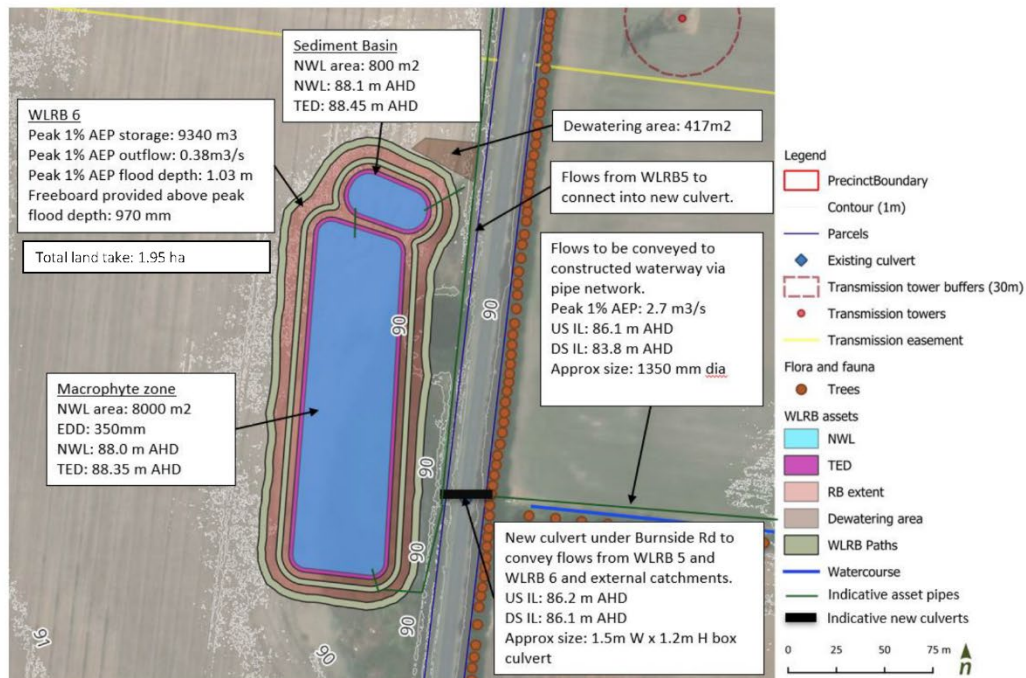 Sediment Basin
NWL area: 800 m2
NWL: 88.1 m AHD
TED: 88.45 m AHD
WLRB 6
Peak 1% AEP storage: 9340 m3
Peak 1% AEP outflow: 0.38m3/s
Peak 1% AEP flood depth: 1.03 m
Freeboard provided above peak
flood depth: 970 mm
Total land take: 1.95 ha
Dewatering area: 417m2
Flows from WLRB5 to
connect into new culvert.
Flows to be conveyed to
constructed waterway via
pipe network.
Peak 1% AEP: 2.7 m3/s
US IL: 86.1 m AHD
DS IL: 83.8 m AHD
Approx size: 1350 mm dia
Macrophyte zone
NWL area: 8000 m2
EDD: 350mm
NWL: 88.0 m AHD
TED: 88.35 m AHD
New culvert under Burnside Rd to
convey flows from WLRB 5 and
WLRB 6 and external catchments.
US IL: 86.2 m AHD
DS IL: 86.1 m AHD
Approx size: 1.5m W x 1.2m H box
culvert
90
90
90
90
90
90
91
Legend
PrecinctBoundary
Contour (1m)
Parcels
Existing culvert
Transmission tower buffers (30m)
Transmission towers
Transmission easement
Flora and fauna
Trees
WLRB assets
NWL
TED
RB extent
Dewatering area
WLRB Paths
Watercourse
Indicative asset pipes
Indicative new culverts
0 25 50 75 m
n